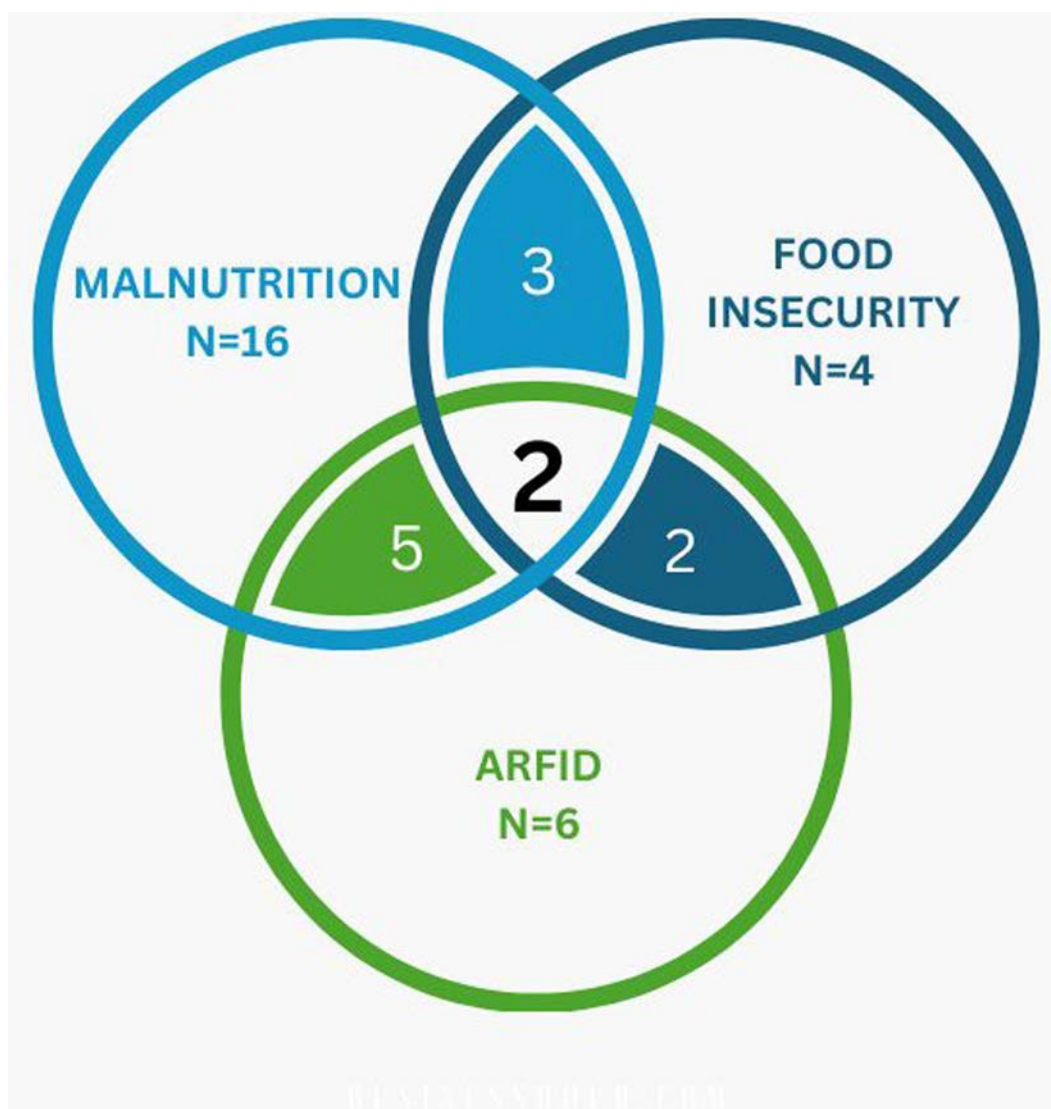 MALNUTRITION
N=16
FOOD
INSECURITY
N=4
3
2
5
2
ARFID
N=6